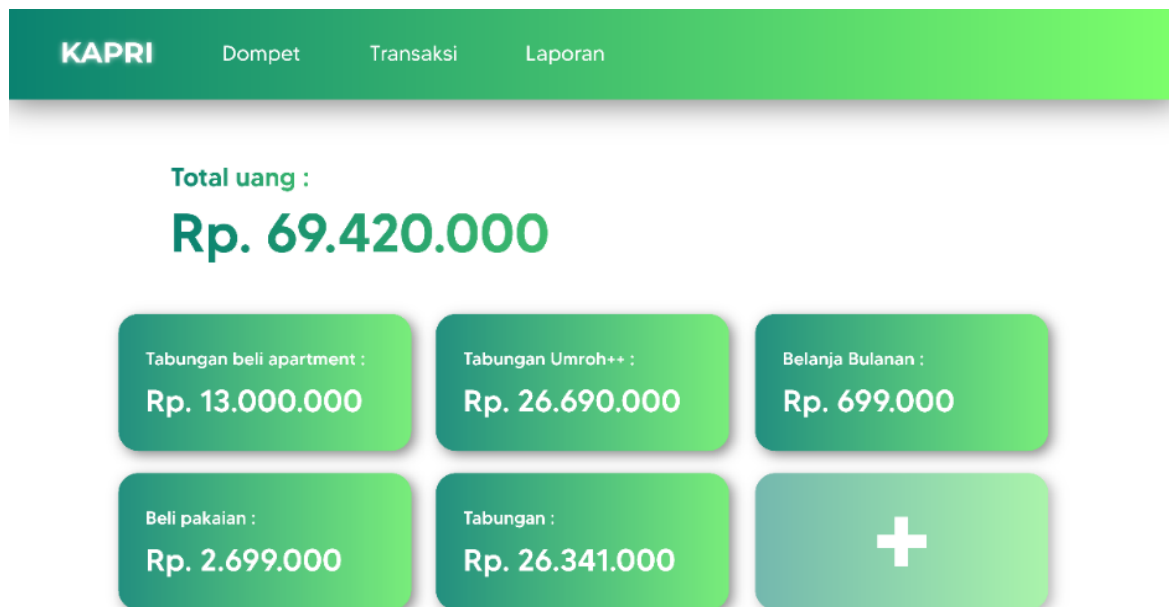 KAPRI Dompet Transaksi Laporan
Total uang :
Rp. 69.420.000
Tabungan beli apartment :
Rp. 13.000.000
Tabungan Umroh++ :
Rp. 26.690.000
Belanja Bulanan :
Rp. 699.000
Beli pakaian :
Rp. 2.699.000
Tabungan :
Rp. 26.341.000